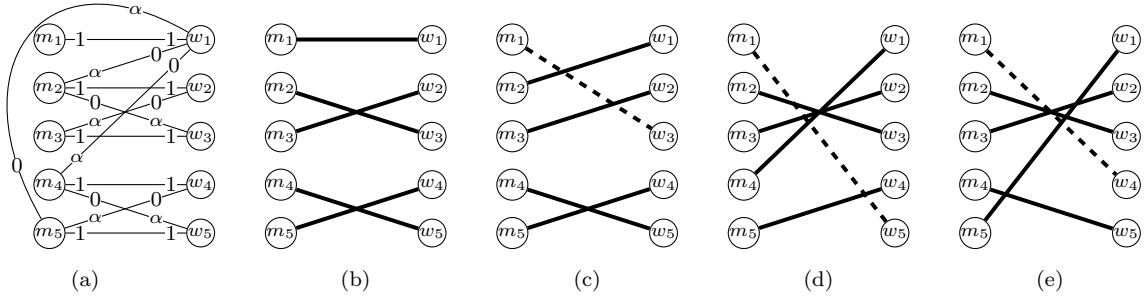 α
m₁ 1 1 w₁ m₁ w₁ m₁ w₁ m₁ w₁ m₁ w₁
α 0 0
m₂ 1 1 w₂ m₂ w₂ m₂ w₂ m₂ w₂ m₂ w₂
0 0
α α
m₃ 1 1 w₃ m₃ w₃ m₃ w₃ m₃ w₃ m₃ w₃
0 α
m₄ 1 1 w₄ m₄ w₄ m₄ w₄ m₄ w₄ m₄ w₄
0 0
α α
m₅ 1 1 w₅ m₅ w₅ m₅ w₅ m₅ w₅ m₅ w₅
(a) (b) (c) (d) (e)